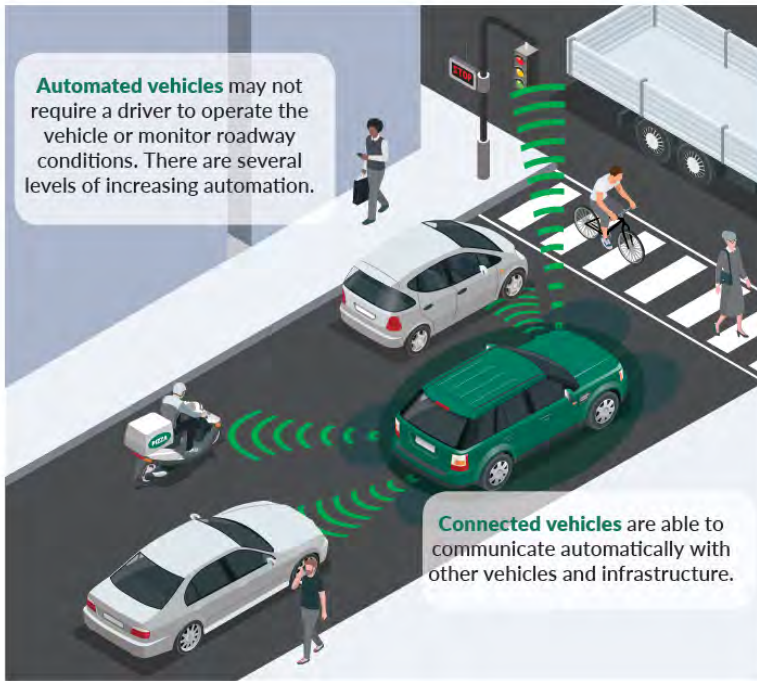 Automated vehicles may not
require a driver to operate the
vehicle or monitor roadway
conditions. There are several
levels of increasing automation.
STOP
PIZZA
Connected vehicles are able to
communicate automatically with
other vehicles and infrastructure.